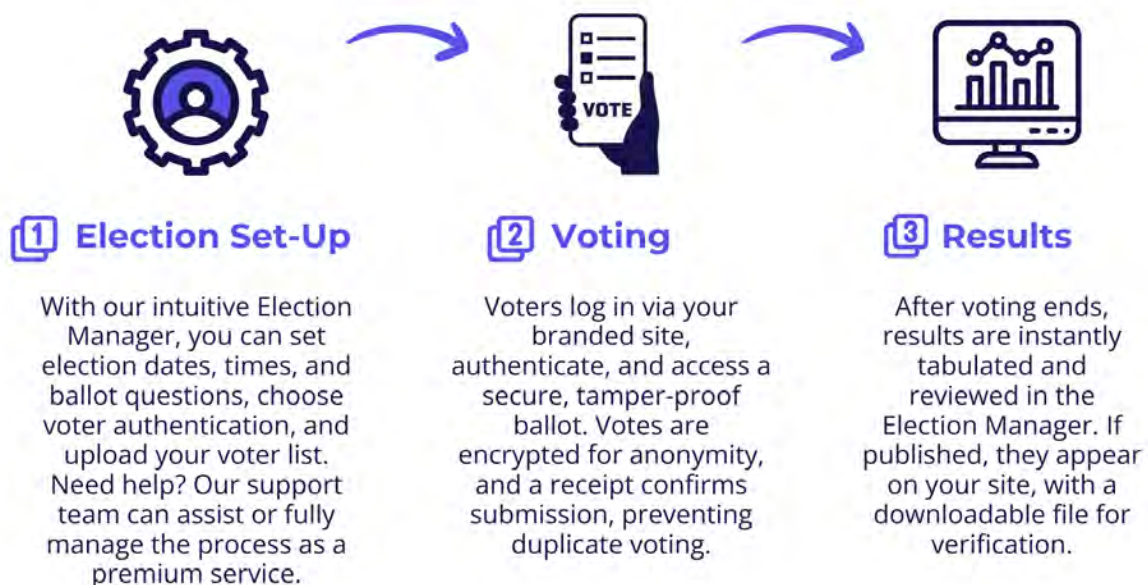 VOTE
1 Election Set-Up
With our intuitive Election
Manager, you can set
election dates, times, and
ballot questions, choose
voter authentication, and
upload your voter list.
Need help? Our support
team can assist or fully
manage the process as a
premium service.
2 Voting
Voters log in via your
branded site,
authenticate, and access a
secure, tamper-proof
ballot. Votes are
encrypted for anonymity,
and a receipt confirms
submission, preventing
duplicate voting.
3 Results
After voting ends,
results are instantly
tabulated and
reviewed in the
Election Manager. If
published, they appear
on your site, with a
downloadable file for
verification.